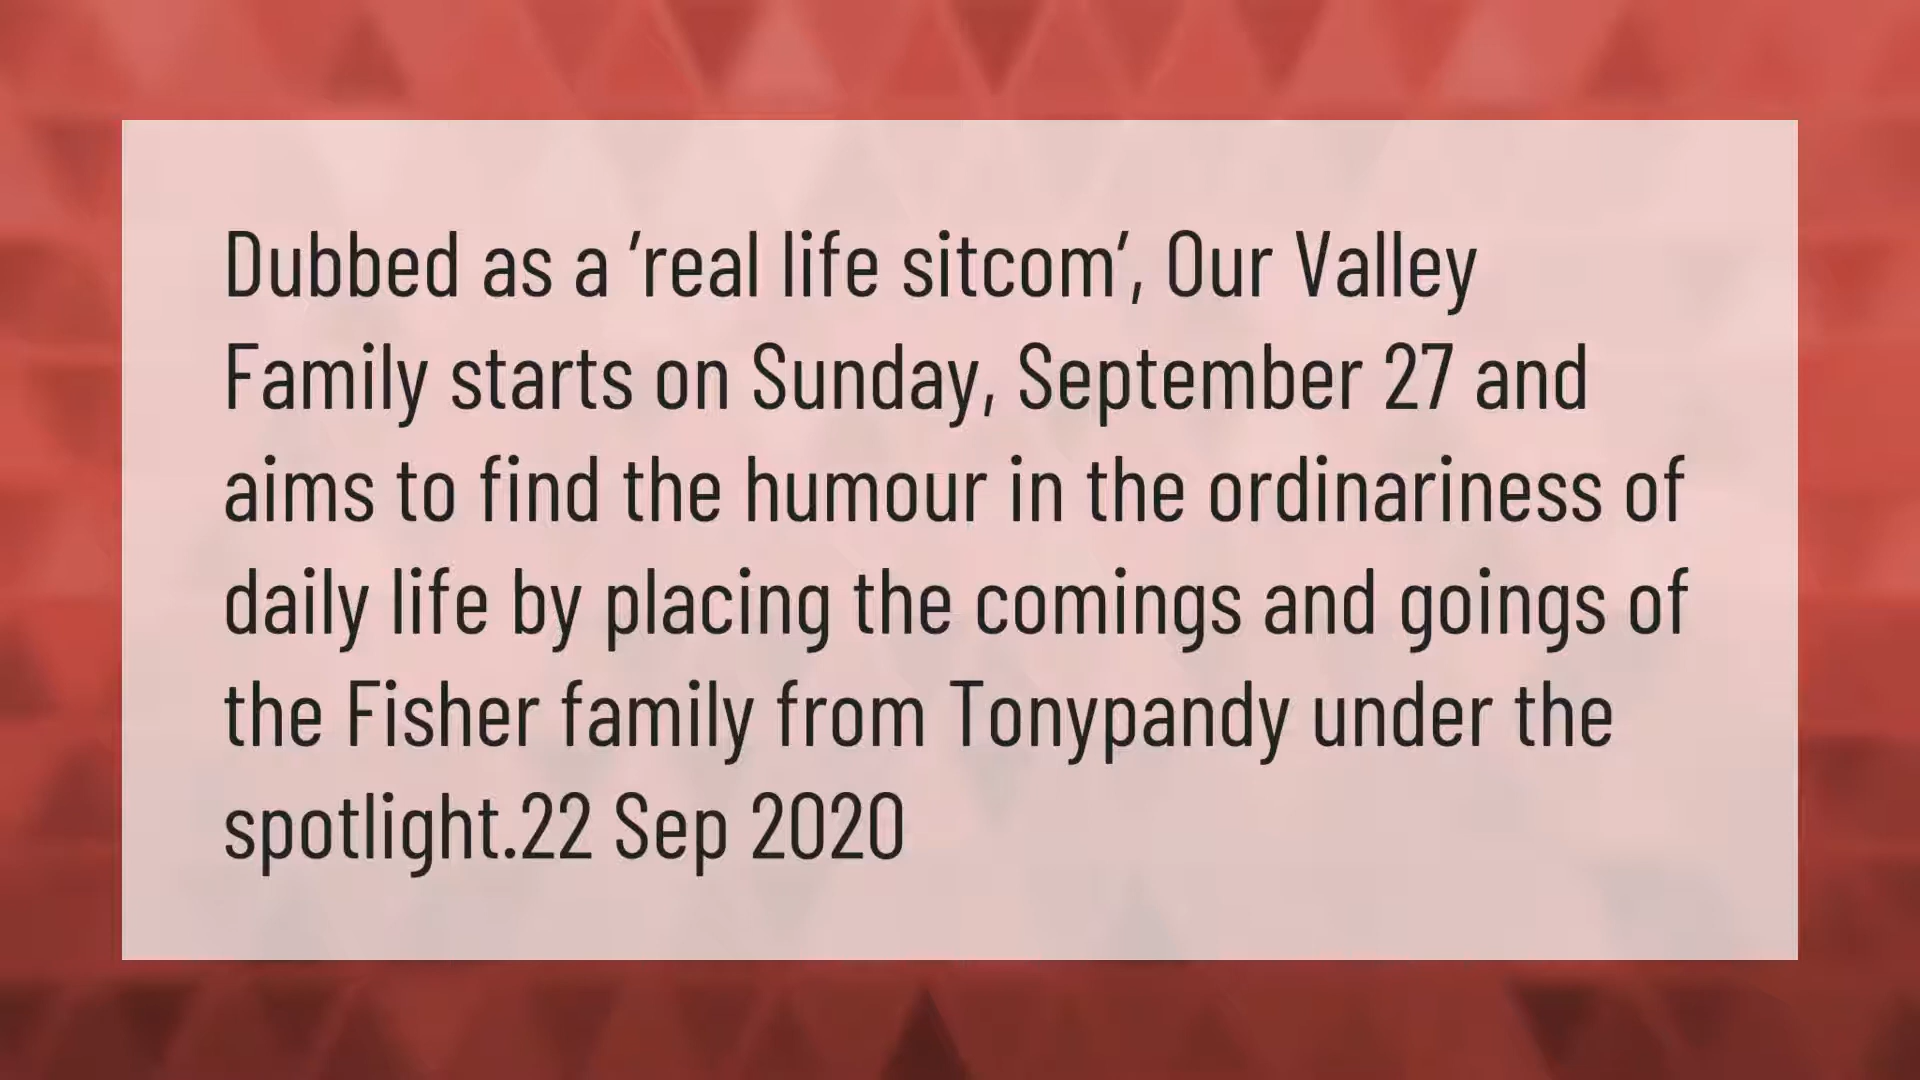 Dubbed as a 'real life sitcom', Our Valley
Family starts on Sunday, September 27 and
aims to find the humour in the ordinariness of
daily life by placing the comings and goings of
the Fisher family from Tonypandy under the
spotlight.22 Sep 2020